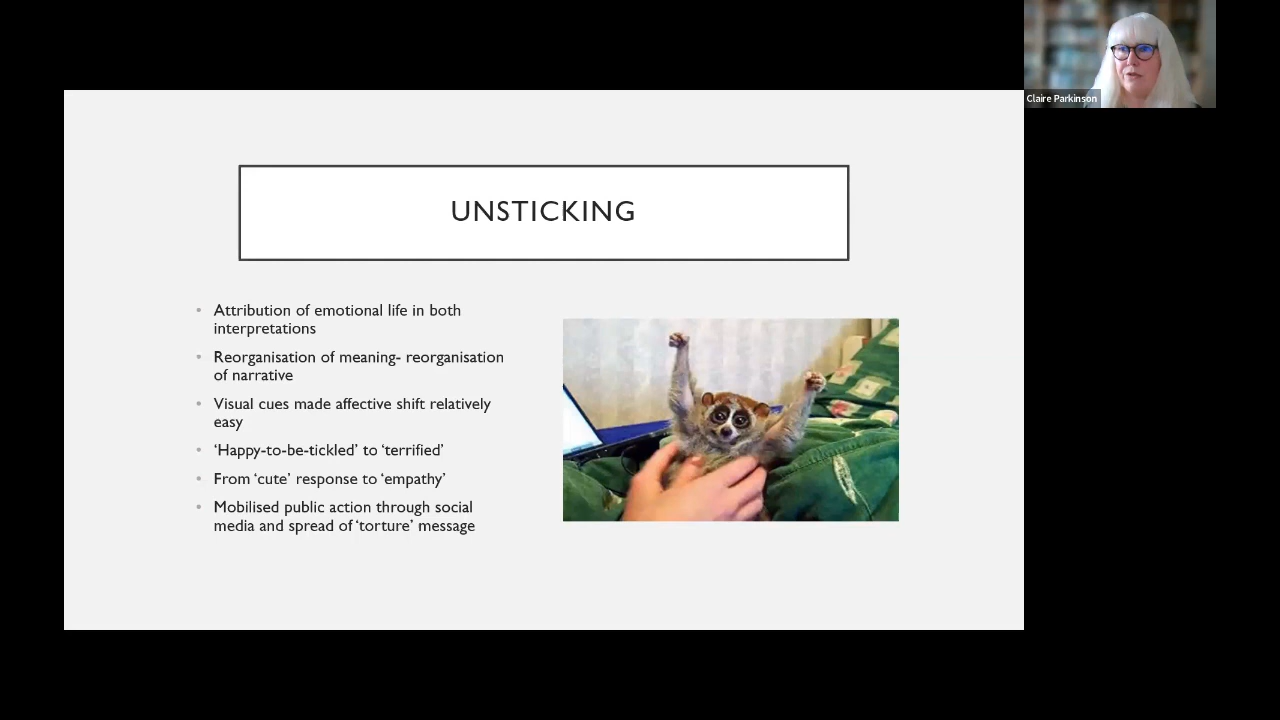 Claire Parkinson
UNSTICKING
• Attribution of emotional life in both
interpretations
• Reorganisation of meaning- reorganisation
of narrative
• Visual cues made affective shift relatively
easy
• ‘Happy-to-be-tickled’ to ‘terrified’
• From ‘cute’ response to ‘empathy’
• Mobilised public action through social
media and spread of ‘torture’ message